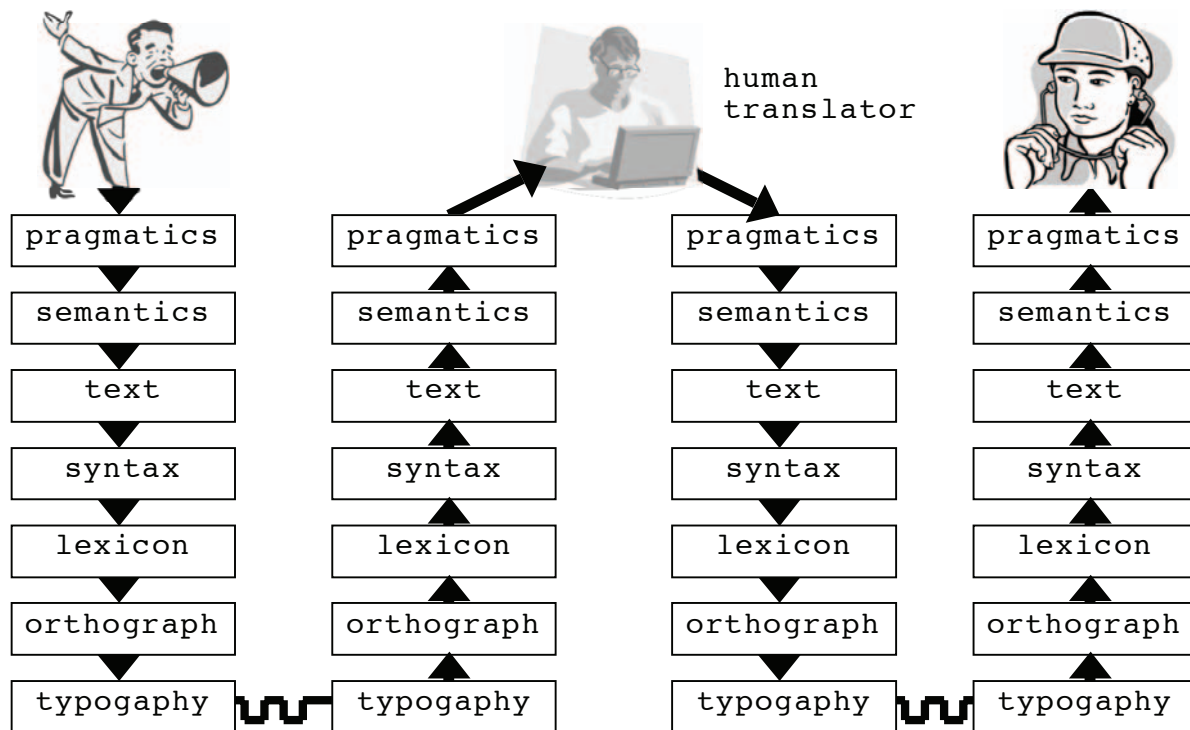 human
translator
pragmatics pragmatics pragmatics pragmatics
semantics semantics semantics semantics
text text text text
syntax syntax syntax syntax
lexicon lexicon lexicon lexicon
orthograph orthograph orthograph orthograph
typogaphy typogaphy typogaphy typogaphy